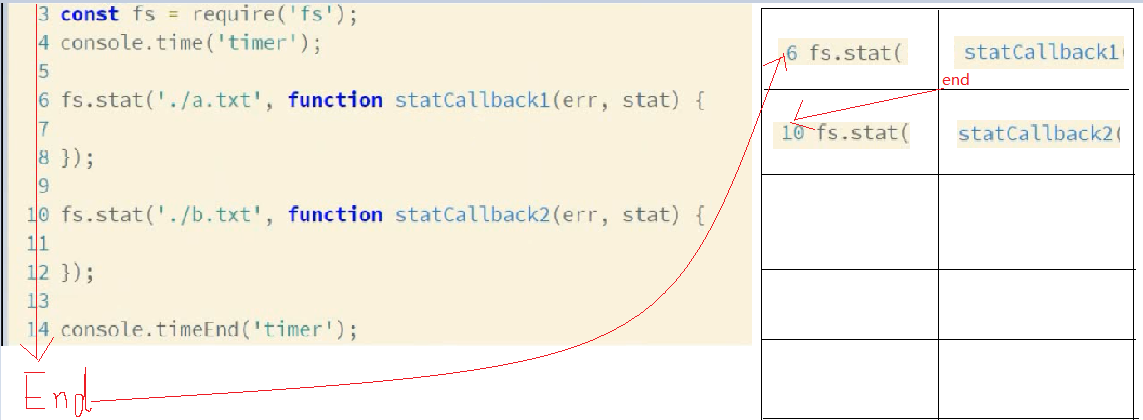 3 const fs = require('fs');
4 console.time('timer');
5
6 fs.stat('./a.txt', function statCallback1(err, stat) {
7
8 });
9
10 fs.stat('./b.txt', function statCallback2(err, stat) {
11
12 });
13
14 console.timeEnd('timer');
End
6 fs.stat( statCallback1(
end
10 fs.stat( statCallback2(